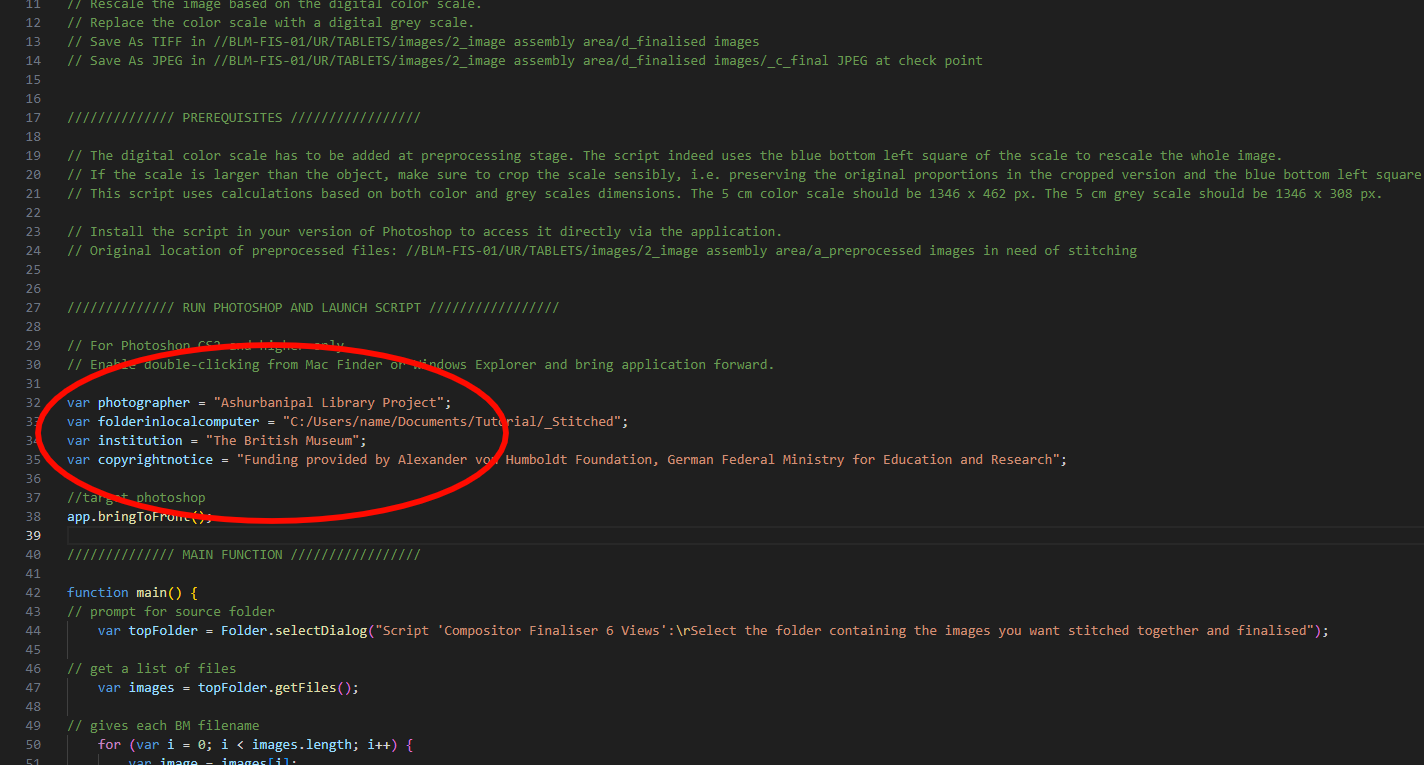 11 // Rescale the image based on the digital color scale.
12 // Replace the color scale with a digital grey scale.
13 // Save As TIFF in //BLM-FIS-01/UR/TABLETS/images/2_image assembly area/d_finalised images
14 // Save As JPEG in //BLM-FIS-01/UR/TABLETS/images/2_image assembly area/d_finalised images/_c_final JPEG at check point
15
16
17 ////////////// PREREQUISITES /////////////////
18
19 // The digital color scale has to be added at preprocessing stage. The script indeed uses the blue bottom left square of the scale to rescale the whole image.
20 // If the scale is larger than the object, make sure to crop the scale sensibly, i.e. preserving the original proportions in the cropped version and the blue bottom left square
21 // This script uses calculations based on both color and grey scales dimensions. The 5 cm color scale should be 1346 x 462 px. The 5 cm grey scale should be 1346 x 308 px.
22
23 // Install the script in your version of Photoshop to access it directly via the application.
24 // Original location of preprocessed files: //BLM-FIS-01/UR/TABLETS/images/2_image assembly area/a_preprocessed images in need of stitching
25
26
27 ////////////// RUN PHOTOSHOP AND LAUNCH SCRIPT /////////////////
28
29 // For Photoshop CS2 and higher only
30 // Enable double-clicking from Mac Finder or Windows Explorer and bring application forward.
31
32 var photographer = "Ashurbanipal Library Project";
33 var folderinlocalcomputer = "C:/Users/name/Documents/Tutorial/_Stitched";
34 var institution = "The British Museum";
35 var copyrightnotice = "Funding provided by Alexander von Humboldt Foundation, German Federal Ministry for Education and Research";
36
37 //target photoshop
38 app.bringToFront();
39
40 ////////////// MAIN FUNCTION /////////////////
41
42 function main() {
43 // prompt for source folder
44 var topFolder = Folder.selectDialog("Script 'Compositor Finaliser 6 Views':\rSelect the folder containing the images you want stitched together and finalised");
45
46 // get a list of files
47 var images = topFolder.getFiles();
48
49 // gives each BM filename
50 for (var i = 0; i < images.length; i++) {
51 var image = images[i];